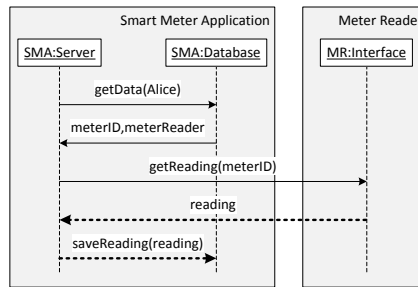 Smart Meter Application
Meter Reade
SMA:Server
SMA:Database
MR:Interface
getData(Alice)
meterID,meterReader
getReading(meterID)
reading
saveReading(reading)